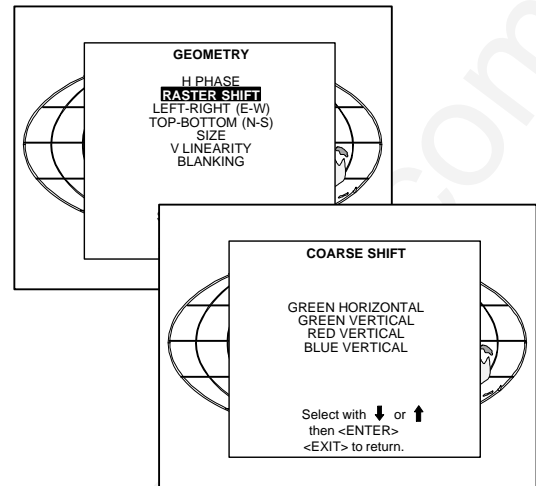 GEOMETRY
H PHASE
RASTER SHIFT
LEFT-RIGHT (E-W)
TOP-BOTTOM (N-S)
SIZE
V LINEARITY
BLANKING
COARSE SHIFT
GREEN HORIZONTAL
GREEN VERTICAL
RED VERTICAL
BLUE VERTICAL
Select with ⬇ or ⬆
then <ENTER>
<EXIT> to return.